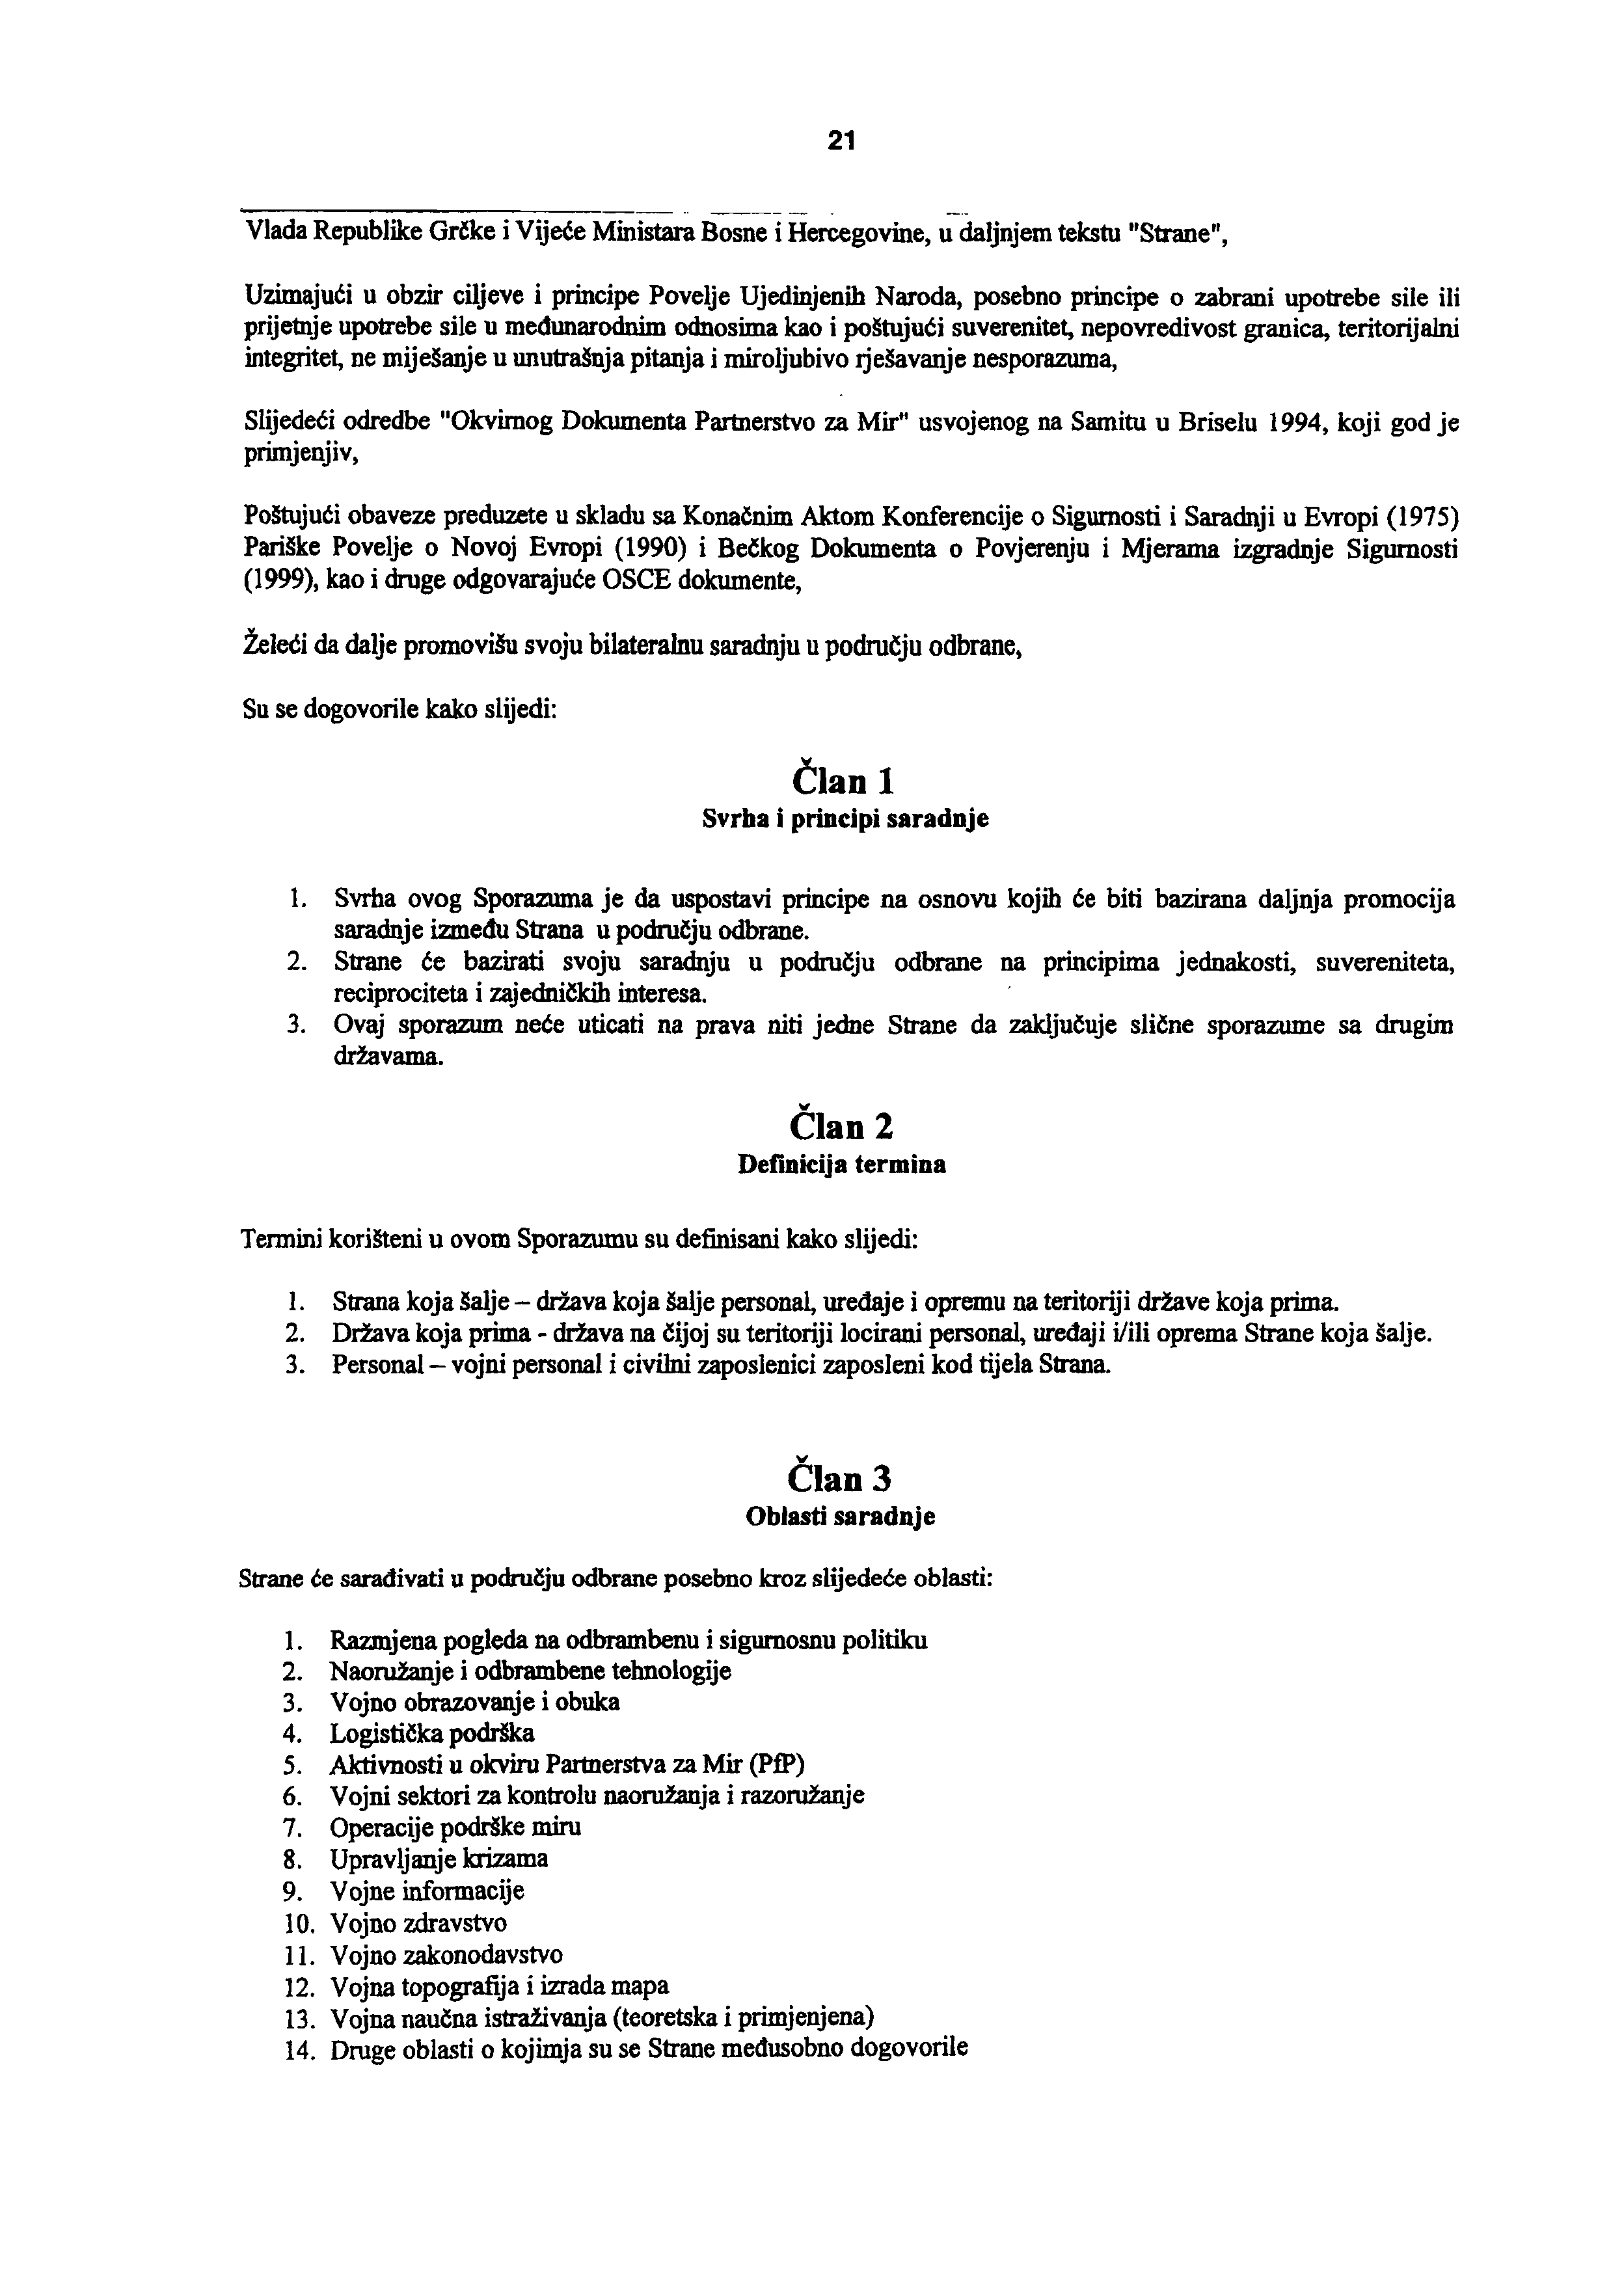 21
Vlada Republike Grčke i Vijeće Ministara Bosne i Hercegovine, u daljnjem tekstu "Strane",
Uzimajući u obzir ciljeve i principe Povelje Ujedinjenih Naroda, posebno principe o zabrani upotrebe sile ili
prijetnje upotrebe sile u međunarodnim odnosima kao i poštujući suverenitet, nepovredivost granica, teritorijalni
integritet, ne miješanje u unutrašnja pitanja i miroljubivo rješavanje nesporazuma,
Slijedeći odredbe "Okvirnog Dokumenta Partnerstvo za Mir" usvojenog na Samitu u Briselu 1994, koji god je
primjenjiv,
Poštujući obaveze preduzete u skladu sa Konačnim Aktom Konferencije o Sigurnosti i Saradnji u Evropi (1975)
Pariške Povelje o Novoj Evropi (1990) i Bečkog Dokumenta o Povjerenju i Mjerama izgradnje Sigurnosti
(1999), kao i druge odgovarajuće OSCE dokumente,
Želeći da dalje promovišu svoju bilateralnu saradnju u području odbrane,
Su se dogovorile kako slijedi:
Član 1
Svrha i principi saradnje
1. Svrha ovog Sporazuma je da uspostavi principe na osnovu kojih će biti bazirana daljnja promocija
saradnje između Strana u području odbrane.
2. Strane će bazirati svoju saradnju u području odbrane na principima jednakosti, suvereniteta,
reciprociteta i zajedničkih interesa.
3. Ovaj sporazum neće uticati na prava niti jedne Strane da zaključuje slične sporazume sa drugim
državama.
Član 2
Definicija termina
Termini korišteni u ovom Sporazumu su definisani kako slijedi:
1. Strana koja šalje – država koja šalje personal, uređaje i opremu na teritoriji države koja prima.
2. Država koja prima - država na čijoj su teritoriji locirani personal, uređaji i/ili oprema Strane koja šalje.
3. Personal – vojni personal i civilni zaposlenici zaposleni kod tijela Strana.
Član 3
Oblasti saradnje
Strane će sarađivati u području odbrane posebno kroz slijedeće oblasti:
1. Razmjena pogleda na odbrambenu i sigurnosnu politiku
2. Naoružanje i odbrambene tehnologije
3. Vojno obrazovanje i obuka
4. Logistička podrška
5. Aktivnosti u okviru Partnerstva za Mir (PfP)
6. Vojni sektori za kontrolu naoružanja i razoružanje
7. Operacije podrške miru
8. Upravljanje krizama
9. Vojne informacije
10. Vojno zdravstvo
11. Vojno zakonodavstvo
12. Vojna topografija i izrada mapa
13. Vojna naučna istraživanja (teoretska i primjenjena)
14. Druge oblasti o kojimja su se Strane međusobno dogovorile